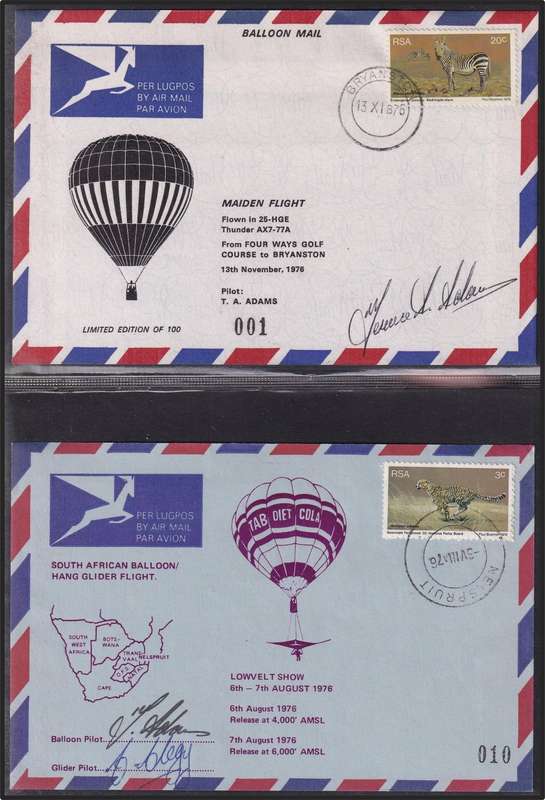 BALLOON MAIL
PER LUGPOS
BY AIR MAIL
PAR AVION
RSA
20c
BRYANSTON
13 XI 876
MAIDEN FLIGHT
Flown in 25-HGE
Thunder AX7-77A
From FOUR WAYS GOLF
COURSE to BRYANSTON
13th November, 1976
Pilot:
T. A. ADAMS
LIMITED EDITION OF 100
001
PER LUGPOS
BY AIR MAIL
PAR AVION
SOUTH AFRICAN BALLOON/
HANG GLIDER FLIGHT.
TAB DIET COLA
RSA
3c
NELSPRUIT
SOUTH
WEST
AFRICA
BOTS-
WANA
TRANS-
VAAL
NELSPRUIT
O.F.S.
NATAL
CAPE
LOWVELT SHOW
6th – 7th AUGUST 1976
6th August 1976
Release at 4,000' AMSL
7th August 1976
Release at 6,000' AMSL
Balloon Pilot
Glider Pilot
010